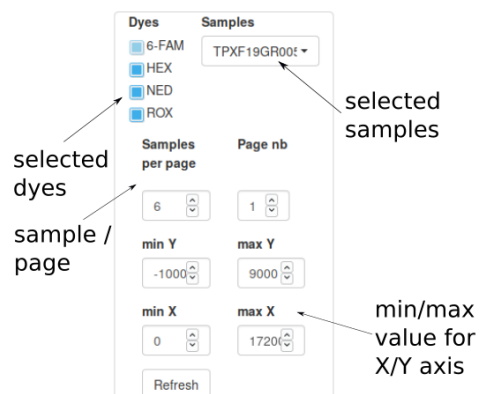 Dyes Samples
6-FAM TPXF19GR005
HEX
NED
ROX
selected
samples
selected
dyes
Samples
per page
Page nb
6 1
sample /
page
min Y max Y
-1000 9000
min X max X
0 1720
min/max
value for
X/Y axis
Refresh